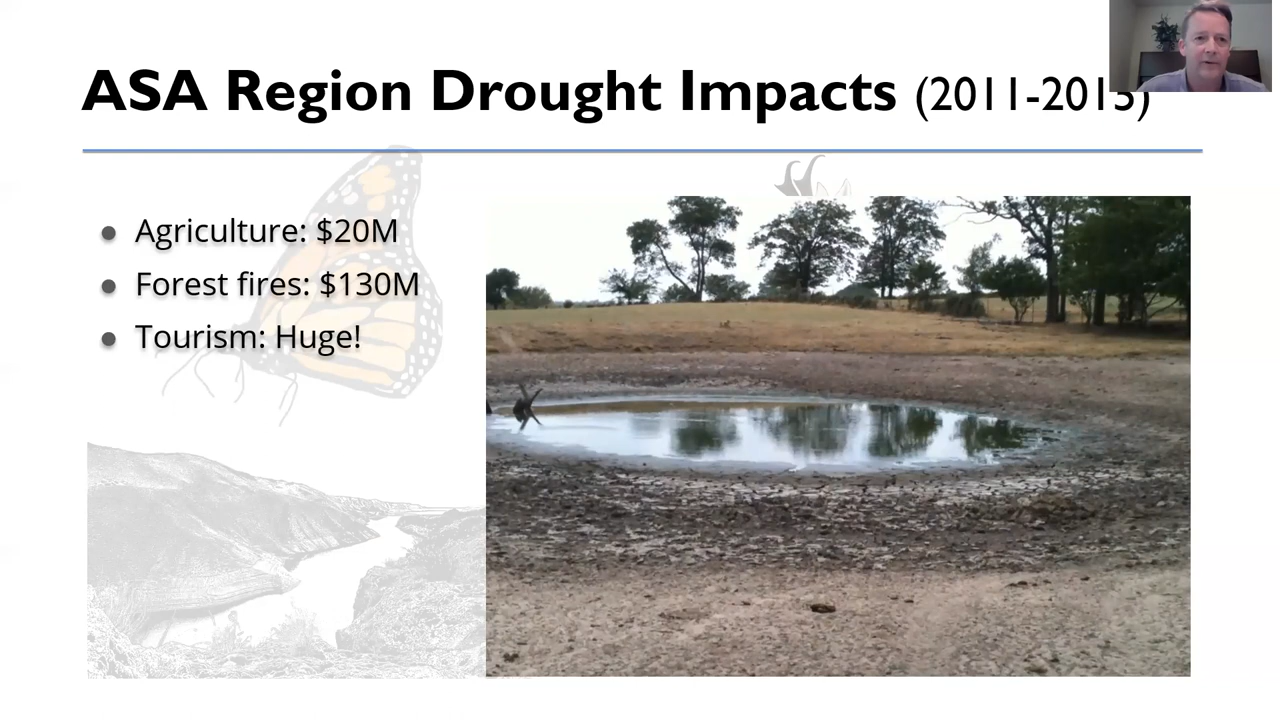 ASA Region Drought Impacts (2011-2015)
● Agriculture: $20M
● Forest fires: $130M
● Tourism: Huge!